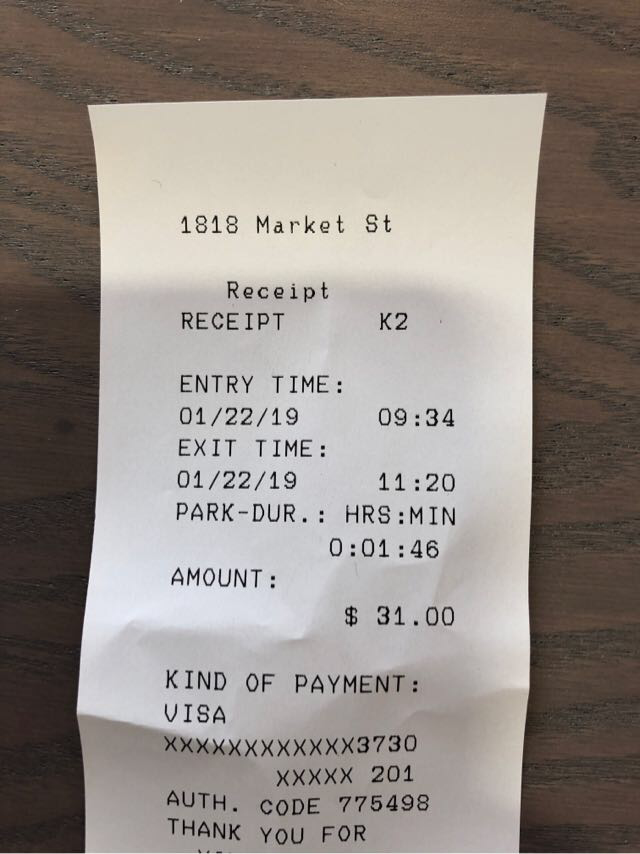 1818 Market St
Receipt
RECEIPT K2
ENTRY TIME:
01/22/19 09:34
EXIT TIME:
01/22/19 11:20
PARK-DUR.: HRS:MIN
0:01:46
AMOUNT:
$ 31.00
KIND OF PAYMENT:
VISA
XXXXXXXXXXXX3730
XXXXX 201
AUTH. CODE 775498
THANK YOU FOR